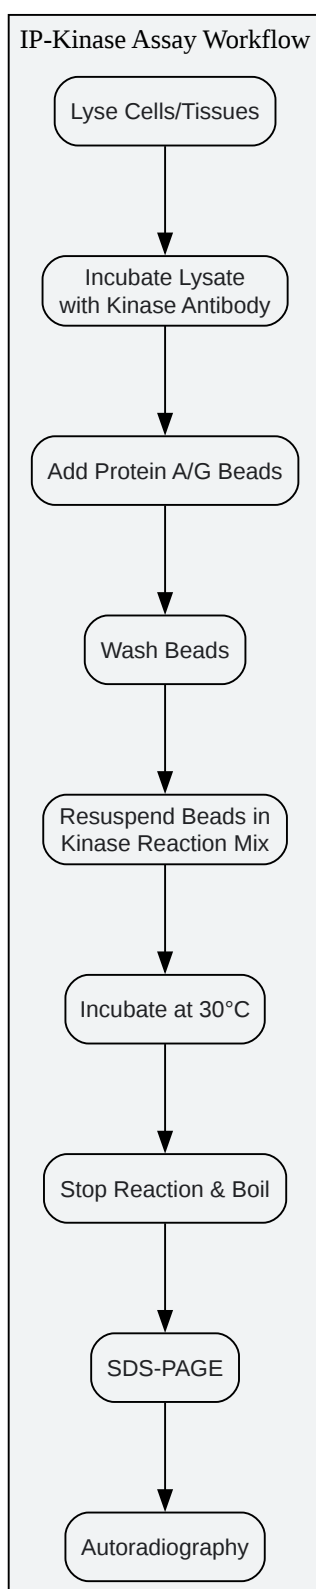 IP-Kinase Assay Workflow
Lyse Cells/Tissues
Incubate Lysate
with Kinase Antibody
Add Protein A/G Beads
Wash Beads
Resuspend Beads in
Kinase Reaction Mix
Incubate at 30°C
Stop Reaction & Boil
SDS-PAGE
Autoradiography